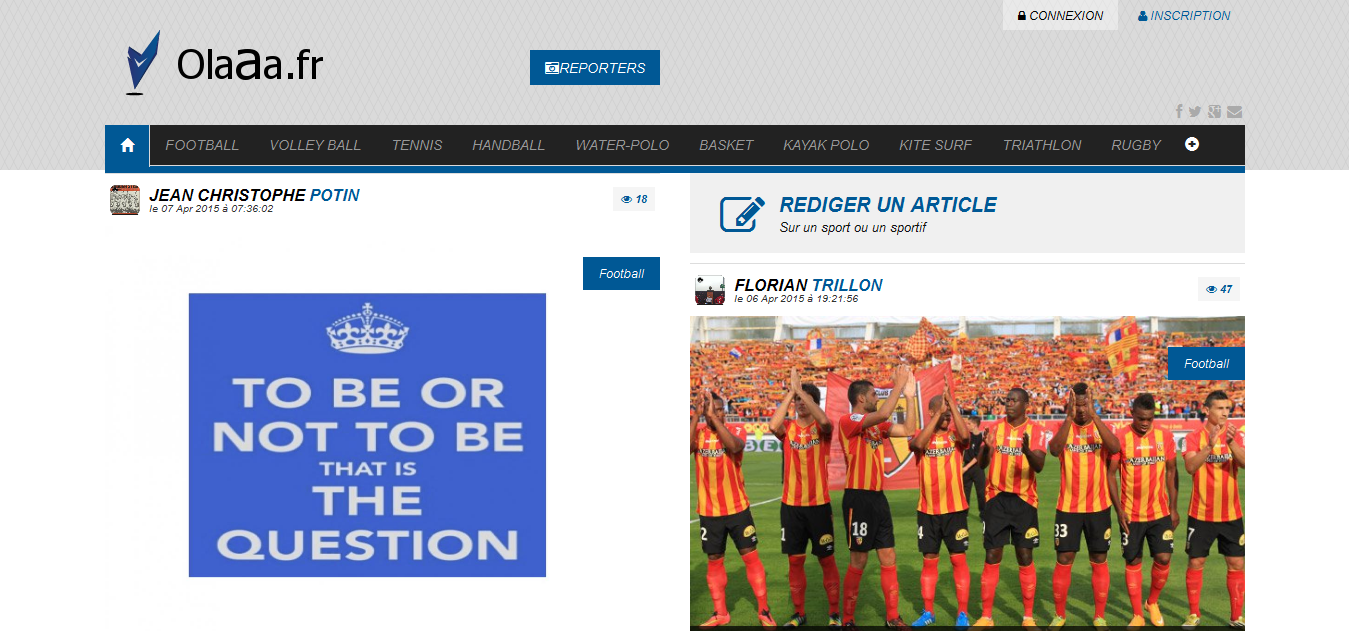 CONNEXION
INSCRIPTION
Olaaa.fr
REPORTERS
FOOTBALL
VOLLEY BALL
TENNIS
HANDBALL
WATER-POLO
BASKET
KAYAK POLO
KITE SURF
TRIATHLON
RUGBY
JEAN CHRISTOPHE POTIN
le 07 Apr 2015 à 07:36:02
18
Football
TO BE OR
NOT TO BE
THAT IS
THE
QUESTION
REDIGER UN ARTICLE
Sur un sport ou un sportif
FLORIAN TRILLON
le 06 Apr 2015 à 19:21:56
47
Football
AZERBAIJAN
18
33